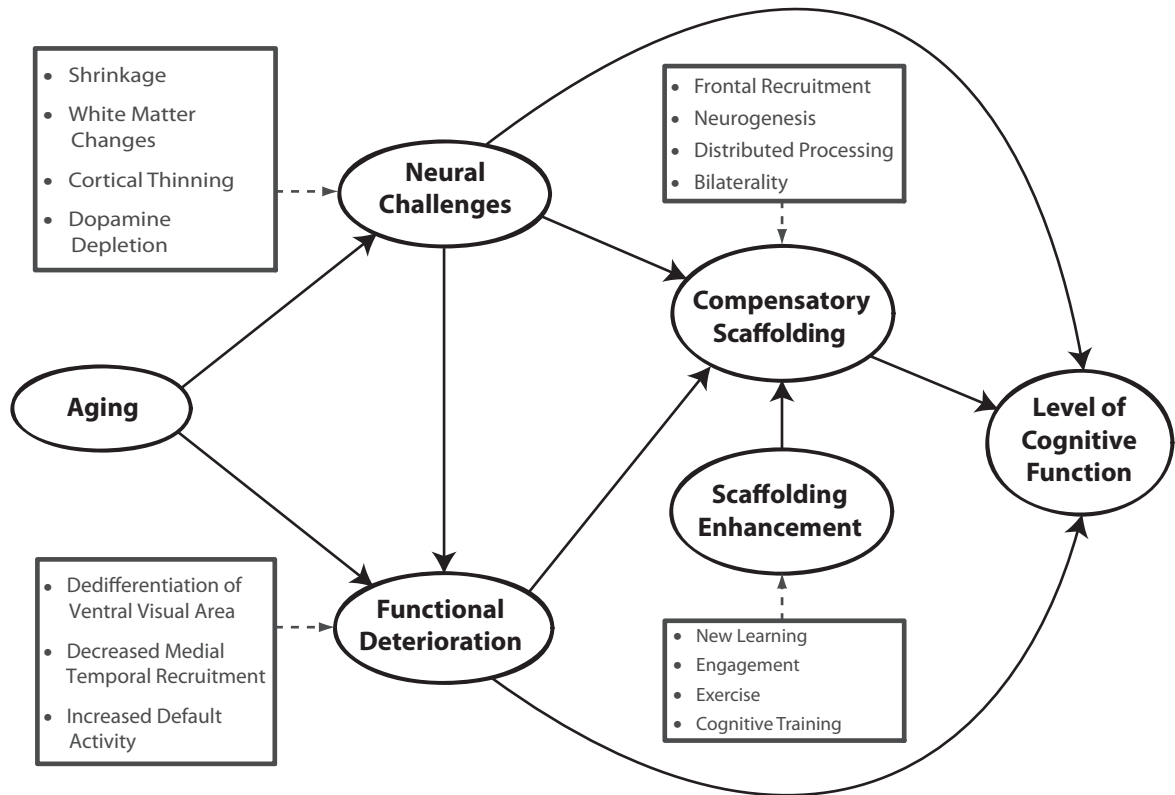 • Shrinkage
• White Matter
Changes
• Cortical Thinning
• Dopamine
Depletion
Neural
Challenges
• Frontal Recruitment
• Neurogenesis
• Distributed Processing
• Bilaterality
Compensatory
Scaffolding
Aging
Level of
Cognitive
Function
Scaffolding
Enhancement
• Dedifferentiation of
Ventral Visual Area
• Decreased Medial
Temporal Recruitment
• Increased Default
Activity
Functional
Deterioration
• New Learning
• Engagement
• Exercise
• Cognitive Training